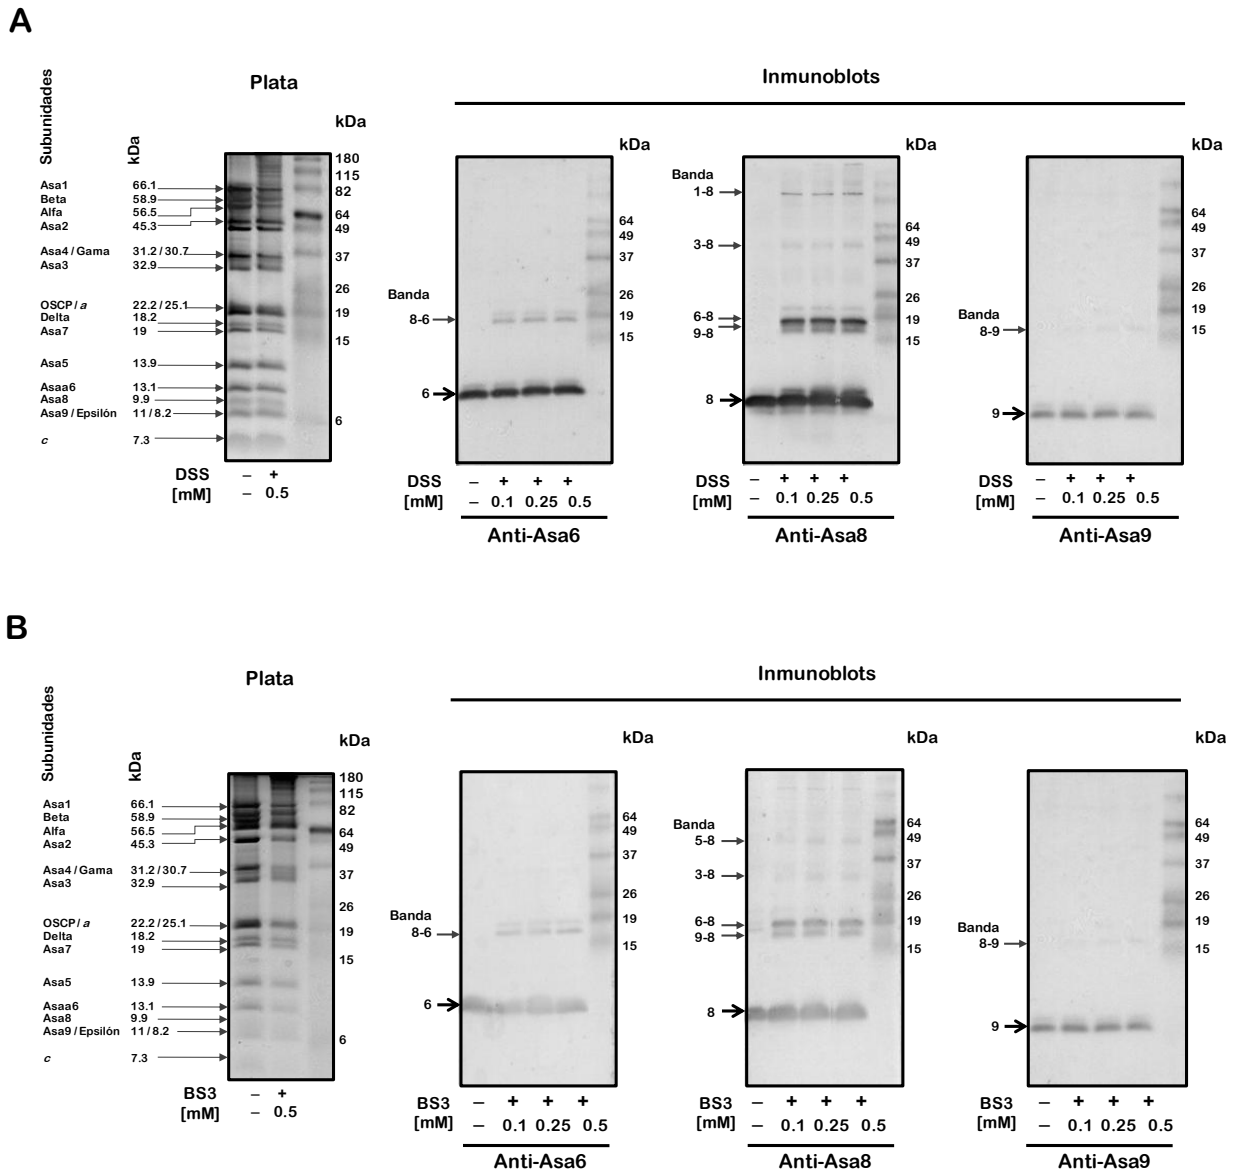 A
Subunidades
kDa
Plata
kDa
Inmunoblots
Asa1 66.1
Beta 58.9
Alfa 56.5
Asa2 45.3
Asa4 / Gama 31.2 / 30.7
Asa3 32.9
OSCP / a 22.2 / 25.1
Delta 18.2
Asa7 19
Asa5 13.9
Asaa6 13.1
Asa8 9.9
Asa9 / Epsilón 11 / 8.2
c 7.3
180
115
82
64
49
37
26
19
15
6
DSS – +
[mM] – 0.5
kDa
64
49
37
26
19
15
Banda
8-6
6
DSS – + + +
[mM] – 0.1 0.25 0.5
Anti-Asa6
kDa
Banda
1-8
3-8
6-8
9-8
8
64
49
37
26
19
15
DSS – + + +
[mM] – 0.1 0.25 0.5
Anti-Asa8
kDa
Banda
8-9
9
64
49
37
26
19
15
DSS – + + +
[mM] – 0.1 0.25 0.5
Anti-Asa9
B
Subunidades
kDa
Plata
kDa
Inmunoblots
Asa1 66.1
Beta 58.9
Alfa 56.5
Asa2 45.3
Asa4 / Gama 31.2 / 30.7
Asa3 32.9
OSCP / a 22.2 / 25.1
Delta 18.2
Asa7 19
Asa5 13.9
Asaa6 13.1
Asa8 9.9
Asa9 / Epsilón 11 / 8.2
c 7.3
180
115
82
64
49
37
26
19
15
6
BS3 – +
[mM] – 0.5
kDa
64
49
37
26
19
15
Banda
8-6
6
BS3 – + + +
[mM] – 0.1 0.25 0.5
Anti-Asa6
kDa
Banda
5-8
3-8
6-8
9-8
8
64
49
37
26
19
15
BS3 – + + +
[mM] – 0.1 0.25 0.5
Anti-Asa8
kDa
Banda
8-9
9
64
49
37
26
19
15
BS3 – + + +
[mM] – 0.1 0.25 0.5
Anti-Asa9